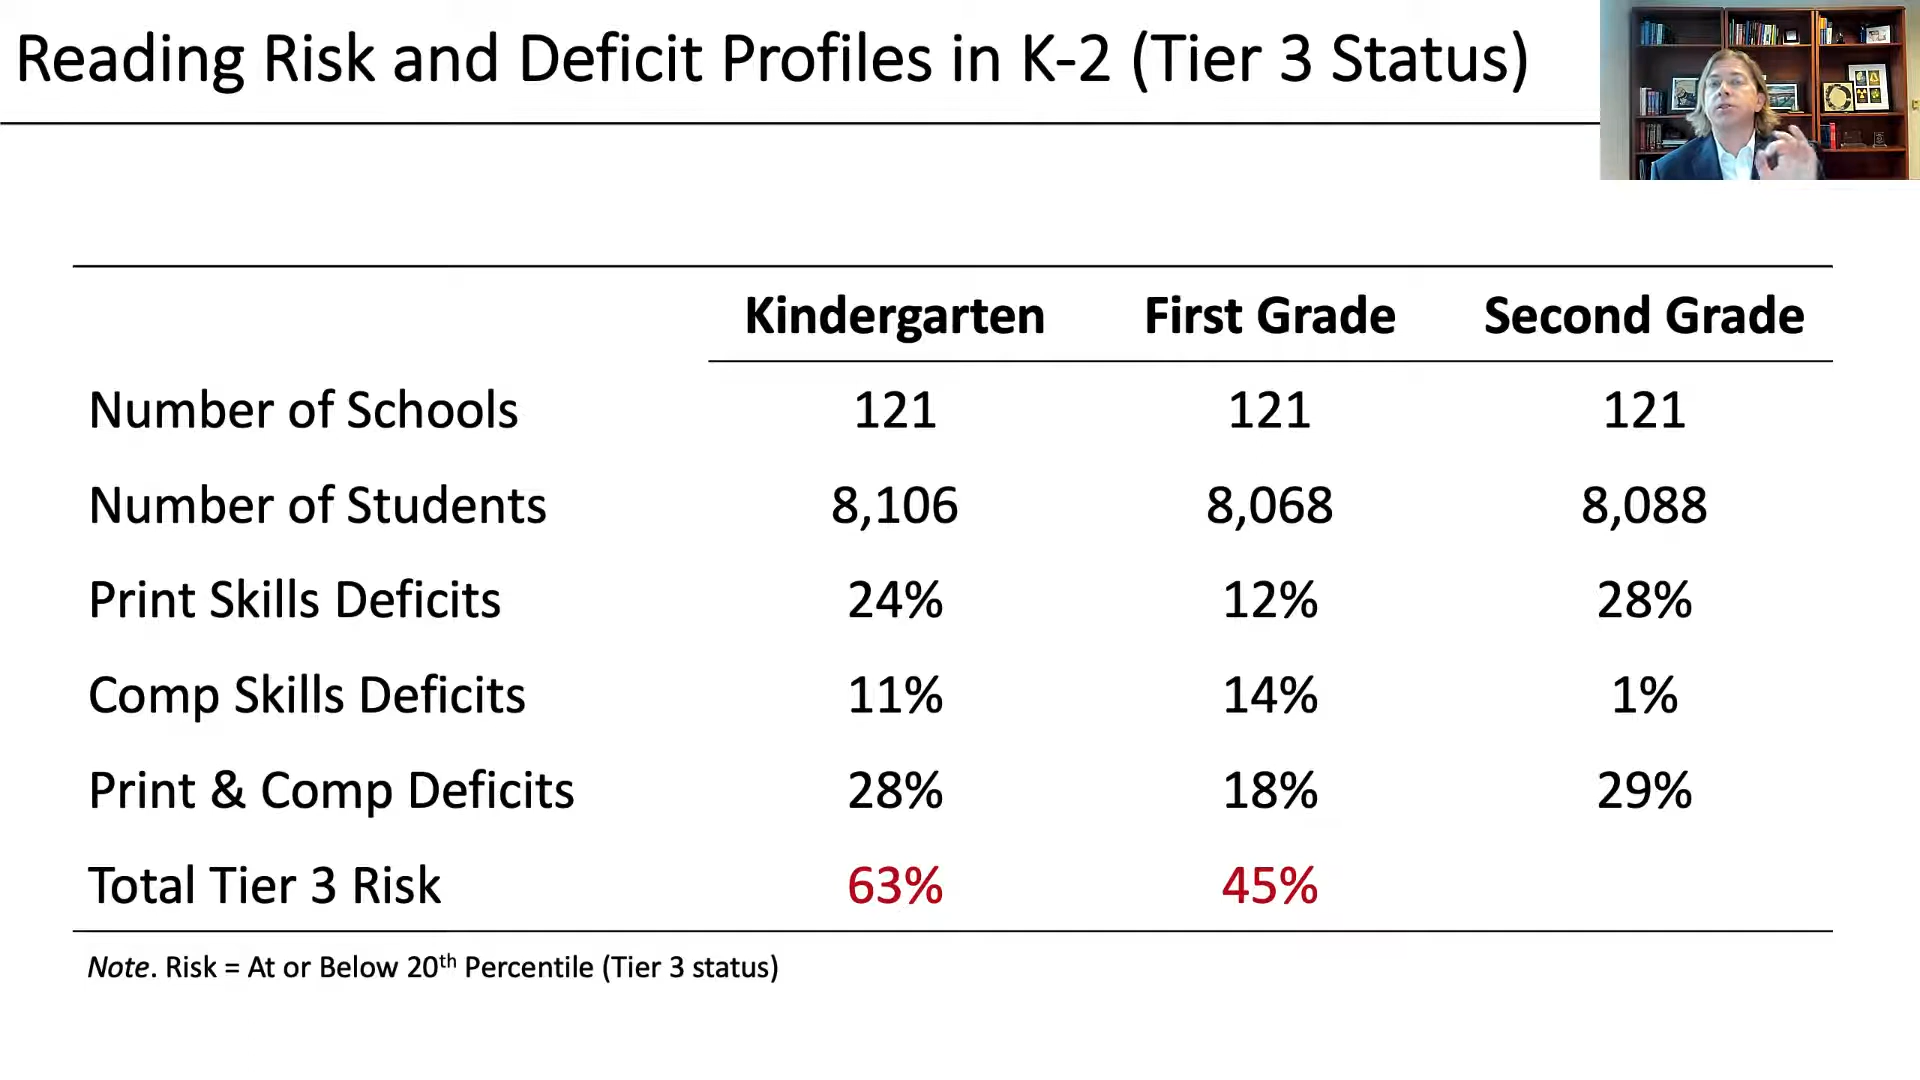 Reading Risk and Deficit Profiles in K-2 (Tier 3 Status)
Kindergarten First Grade Second Grade
Number of Schools 121 121 121
Number of Students 8,106 8,068 8,088
Print Skills Deficits 24% 12% 28%
Comp Skills Deficits 11% 14% 1%
Print & Comp Deficits 28% 18% 29%
Total Tier 3 Risk 63% 45%
Note. Risk = At or Below 20th Percentile (Tier 3 status)